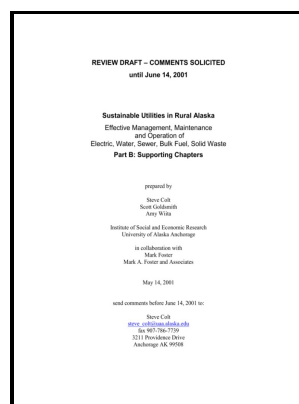 REVIEW DRAFT – COMMENTS SOLICITED
until June 14, 2001
Sustainable Utilities in Rural Alaska
Effective Management, Maintenance
and Operation of
Electric, Water, Sewer, Bulk Fuel, Solid Waste
Part B: Supporting Chapters
prepared by
Steve Colt
Scott Goldsmith
Amy Wiita
Institute of Social and Economic Research
University of Alaska Anchorage
in collaboration with
Mark Foster
Mark A. Foster and Associates
May 14, 2001
send comments before June 14, 2001 to:
Steve Colt
steve_colt@uaa.alaska.edu
fax 907-786-7739
3211 Providence Drive
Anchorage AK 99508